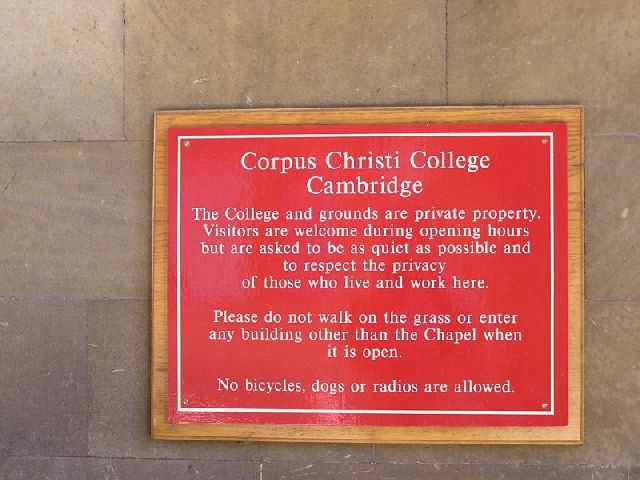 Corpus Christi College
Cambridge
The College and grounds are private property.
Visitors are welcome during opening hours
but are asked to be as quiet as possible and
to respect the privacy
of those who live and work here.
Please do not walk on the grass or enter
any building other than the Chapel when
it is open.
No bicycles, dogs or radios are allowed.